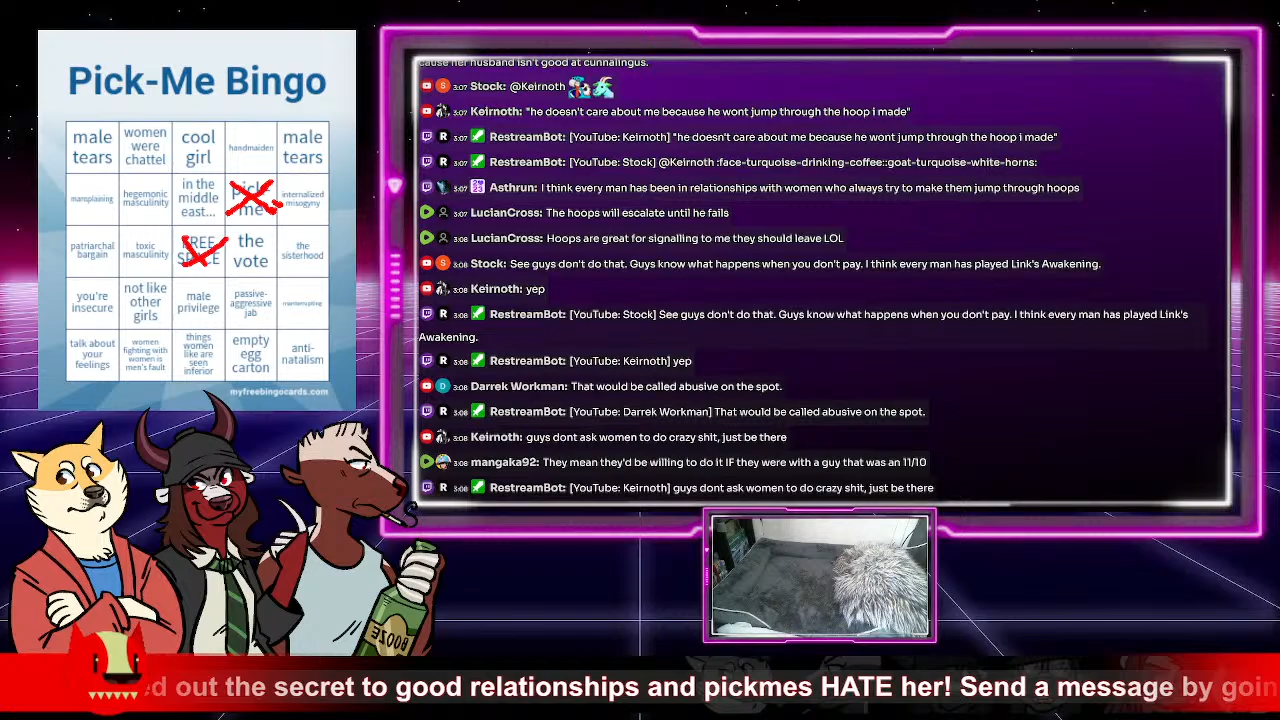 Pick-Me Bingo
male tears
women were chattel
cool girl
handmaiden
male tears
mansplaining
hegemonic masculinity
in the middle east...
pick me
internalized misogyny
patriarchal bargain
toxic masculinity
FREE SPACE
the vote
the sisterhood
you're insecure
not like other girls
male privilege
passive-aggressive jab
manterrupting
talk about your feelings
women fighting with women is men's fault
things women like are seen inferior
empty egg carton
anti-natalism
myfreebingocards.com
cause her husband isn't good at cunnalingus.
3:07 Stock: @Keirnoth
3:07 Keirnoth: "he doesn't care about me because he wont jump through the hoop i made"
3:07 RestreamBot: [YouTube: Keirnoth] "he doesn't care about me because he wont jump through the hoop i made"
3:07 RestreamBot: [YouTube: Stock] @Keirnoth :face-turquoise-drinking-coffee::goat-turquoise-white-horns:
3:07 Asthrun: I think any man who's been in relationship with women will have stories of how they always tried to make them jump through hoops
3:07 LucianCross: The hoops will escalate until he fails
3:08 LucianCross: Hoops are great for signalling to me they should leave LOL
3:08 Stock: See guys don't do that. Guys know what happens when you don't pay. I think every man has played Link's Awakening.
3:08 Keirnoth: yep
3:08 RestreamBot: [YouTube: Stock] See guys don't do that. Guys know what happens when you don't pay. I think every man has played Link's
Awakening.
3:08 RestreamBot: [YouTube: Keirnoth] yep
3:08 Darrek Workman: That would be called abusive on the spot.
3:08 RestreamBot: [YouTube: Darrek Workman] That would be called abusive on the spot.
3:08 Keirnoth: guys dont ask women to do crazy shit, just be there
3:08 mangaka92: They mean they'd be willing to do it IF they were with a guy that was an 11/10
3:08 RestreamBot: [YouTube: Keirnoth] guys dont ask women to do crazy shit, just be there
BOOZE
ed out the secret to good relationships and pickmes HATE her! Send a message by goin